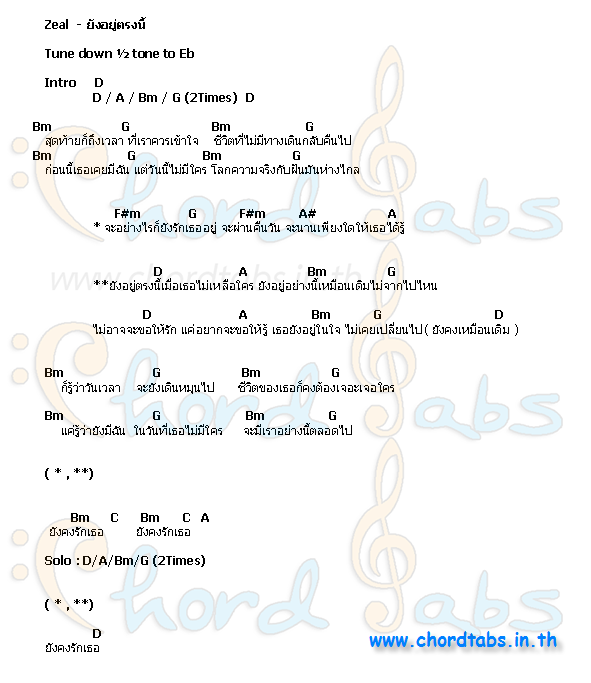 Zeal - ยังอยู่ตรงนี้
Tune down ½ tone to Eb
Intro D
D / A / Bm / G (2Times) D
Bm G Bm G
สุดท้ายก็ถึงเวลา ที่เราควรเข้าใจ ชีวิตที่ไม่มีทางเดินกลับคืนไป
Bm G Bm G
ก่อนนี้เธอเคยมีฉัน แต่วันนี้ไม่มีใคร โลกความจริงกับฝันมันห่างไกล
F#m G F#m A# A
* จะอย่างไรก็ยังรักเธออยู่ จะผ่านคืนวัน จะนานเพียงใดให้เธอได้รู้
www.chordtabs.in.th
D A Bm G
**ยังอยู่ตรงนี้เมื่อเธอไม่เหลือใคร ยังอยู่อย่างนี้เหมือนเดิมไม่จากไปไหน
D A Bm G D
ไม่อาจจะขอให้รัก แค่อยากจะขอให้รู้ เธอยังอยู่ในใจ ไม่เคยเปลี่ยนไป ( ยังคงเหมือนเดิม )
Bm G Bm G
ก็รู้ว่าวันเวลา จะยังเดินหมุนไป ชีวิตของเธอก็คงต้องเจอะเจอใคร
Bm G Bm G
แค่รู้ว่ายังมีฉัน ในวันที่เธอไม่มีใคร จะมีเราอย่างนี้ตลอดไป
( * , **)
Bm C Bm C A
ยังคงรักเธอ ยังคงรักเธอ
Solo : D/A/Bm/G (2Times)
( * , **)
D
ยังคงรักเธอ
www.chordtabs.in.th